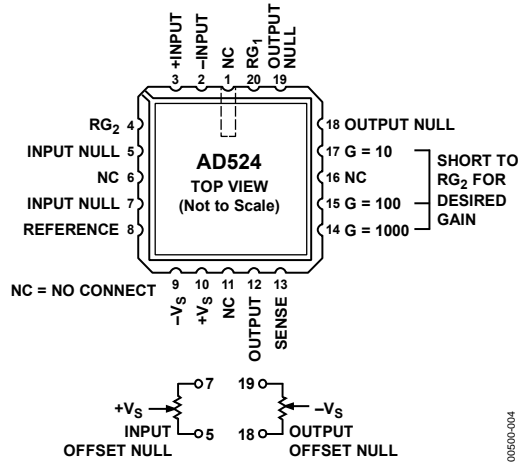 +INPUT
–INPUT
NC
RG1
OUTPUT
NULL
3
2
1
20
19
RG2 4
INPUT NULL 5
NC 6
INPUT NULL 7
REFERENCE 8
18 OUTPUT NULL
17 G = 10
16 NC
15 G = 100
14 G = 1000
SHORT TO
RG2 FOR
DESIRED
GAIN
AD524
TOP VIEW
(Not to Scale)
NC = NO CONNECT
9
10
11
12
13
–VS
+VS
NC
OUTPUT
SENSE
7
+VS
5
INPUT
OFFSET NULL
19
–VS
18
OUTPUT
OFFSET NULL
00500-004